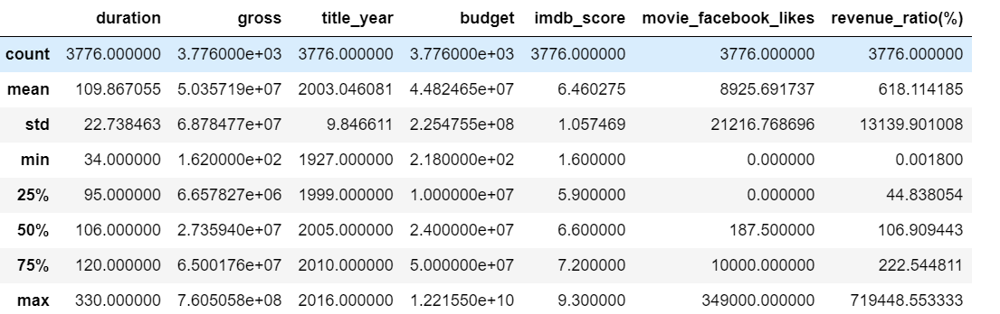 duration gross title_year budget imdb_score movie_facebook_likes revenue_ratio(%)
count 3776.000000 3.776000e+03 3776.000000 3.776000e+03 3776.000000 3776.000000 3776.000000
mean 109.867055 5.035719e+07 2003.046081 4.482465e+07 6.460275 8925.691737 618.114185
std 22.738463 6.878477e+07 9.846611 2.254755e+08 1.057469 21216.768696 13139.901008
min 34.000000 1.620000e+02 1927.000000 2.180000e+02 1.600000 0.000000 0.001800
25% 95.000000 6.657827e+06 1999.000000 1.000000e+07 5.900000 0.000000 44.838054
50% 106.000000 2.735940e+07 2005.000000 2.400000e+07 6.600000 187.500000 106.909443
75% 120.000000 6.500176e+07 2010.000000 5.000000e+07 7.200000 10000.000000 222.544811
max 330.000000 7.605058e+08 2016.000000 1.221550e+10 9.300000 349000.000000 719448.553333